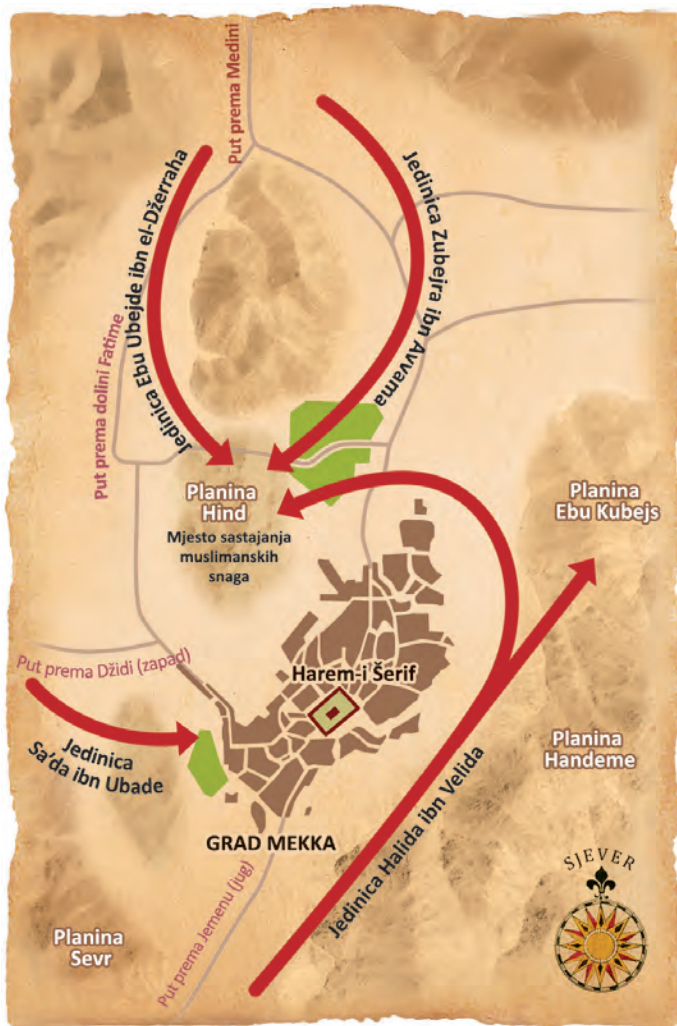 Put prema Medini
Jedinica Ebu Ubejde ibn el-Džerraha
Jedinica Zubejra ibn Avvama
Put prema dolini Fatime
Planina
Hind
Mjesto sastajanja
muslimanskih
snaga
Planina
Ebu Kubejs
Put prema Džidi (zapad)
Harem-i Šerif
Jedinica
Sa'da ibn Ubade
Planina
Handeme
GRAD MEKKA
Jedinica Halida ibn Velida
SJEVER
Put prema Jemenu (jug)
Planina
Sevr